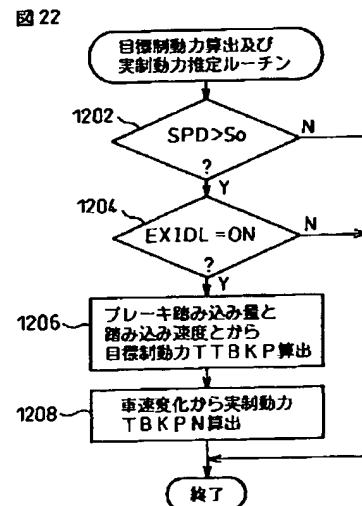 図22
目標制動力算出及び
実制動力推定ルーチン
1202
SPD>So
?
N
Y
1204
EXIDL=ON
?
N
Y
1206
ブレーキ踏み込み量と
踏み込み速度とから
目標制動力TTBKP算出
1208
車速変化から実制動力
TBKPN算出
終了